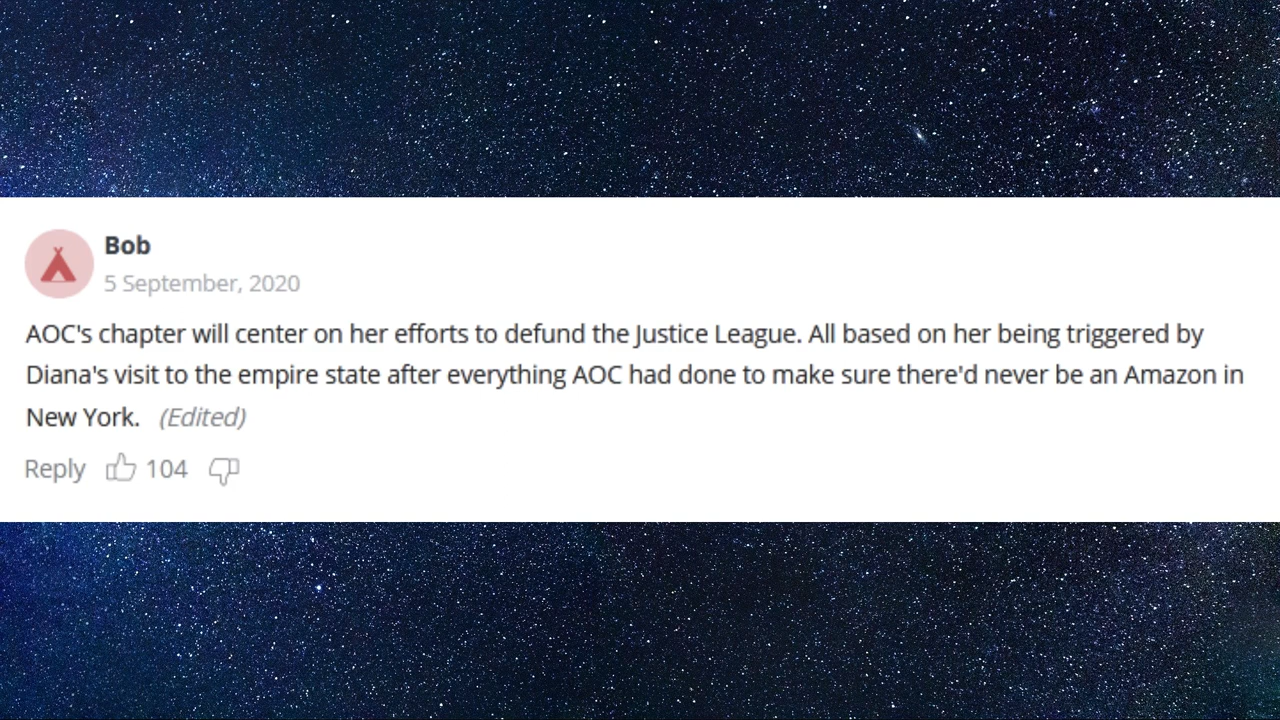 Bob
5 September, 2020
AOC's chapter will center on her efforts to defund the Justice League. All based on her being triggered by
Diana's visit to the empire state after everything AOC had done to make sure there'd never be an Amazon in
New York. (Edited)
Reply 104